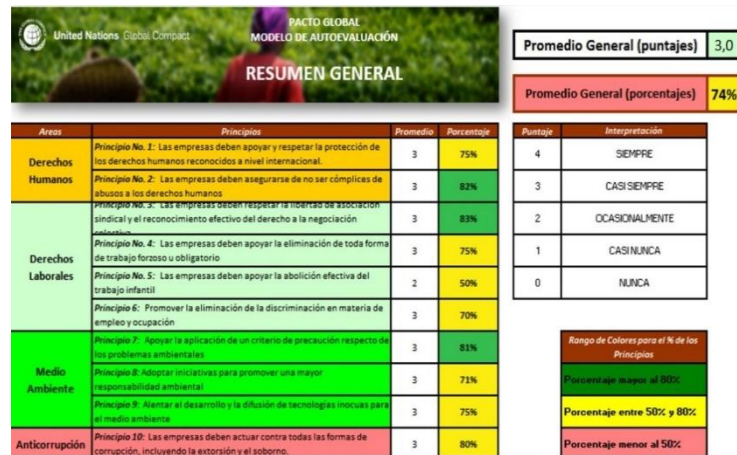 United Nations Global Compact
PACTO GLOBAL
MODELO DE AUTOEVALUACIÓN
RESUMEN GENERAL
Promedio General (puntajes) 3,0
Promedio General (porcentajes) 74%
Areas Principios Promedio Porcentaje
Derechos Humanos
Principio No. 1: Las empresas deben apoyar y respetar la protección de
los derechos humanos reconocidos a nivel internacional.
3 75%
Principio No. 2: Las empresas deben asegurarse de no ser cómplices de
abusos a los derechos humanos
3 82%
Derechos Laborales
Principio No. 3: Las empresas deben respetar la libertad de asociación
sindical y el reconocimiento efectivo del derecho a la negociación
colectiva
3 83%
Principio No. 4: Las empresas deben apoyar la eliminación de toda forma
de trabajo forzoso u obligatorio
3 75%
Principio No. 5: Las empresas deben apoyar la abolición efectiva del
trabajo infantil
2 50%
Principio 6: Promover la eliminación de la discriminación en materia de
empleo y ocupación
3 70%
Medio Ambiente
Principio 7: Apoyar la aplicación de un criterio de precaución respecto de
los problemas ambientales
3 81%
Principio 8: Adoptar iniciativas para promover una mayor
responsabilidad ambiental
3 71%
Principio 9: Alentar el desarrollo y la difusión de tecnologías inocuas para
el medio ambiente
3 75%
Anticorrupción
Principio 10: Las empresas deben actuar contra todas las formas de
corrupción, incluyendo la extorsión y el soborno.
3 80%
Puntaje Interpretación
4 SIEMPRE
3 CASI SIEMPRE
2 OCASIONALMENTE
1 CASI NUNCA
0 NUNCA
Rango de Colores para el % de los
Principios
Porcentaje mayor al 80%
Porcentaje entre 50% y 80%
Porcentaje menor al 50%